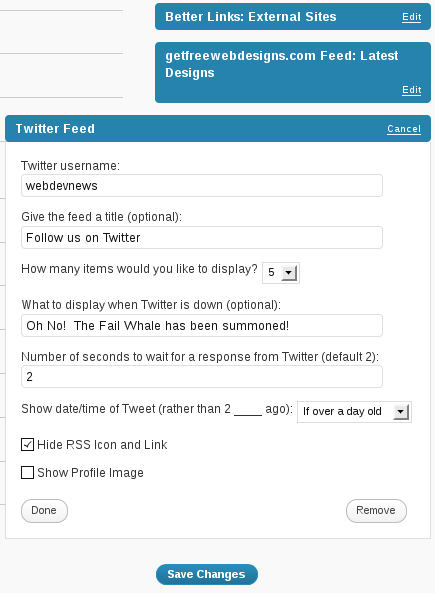 Better Links: External Sites
Edit
getfreewebdesigns.com Feed: Latest
Designs
Edit
Twitter Feed
Cancel
Twitter username:
webdevnews
Give the feed a title (optional):
Follow us on Twitter
How many items would you like to display? 5
What to display when Twitter is down (optional):
Oh No!  The Fail Whale has been summoned!
Number of seconds to wait for a response from Twitter (default 2):
2
Show date/time of Tweet (rather than 2 ____ ago): If over a day old
Hide RSS Icon and Link
Show Profile Image
Done
Remove
Save Changes